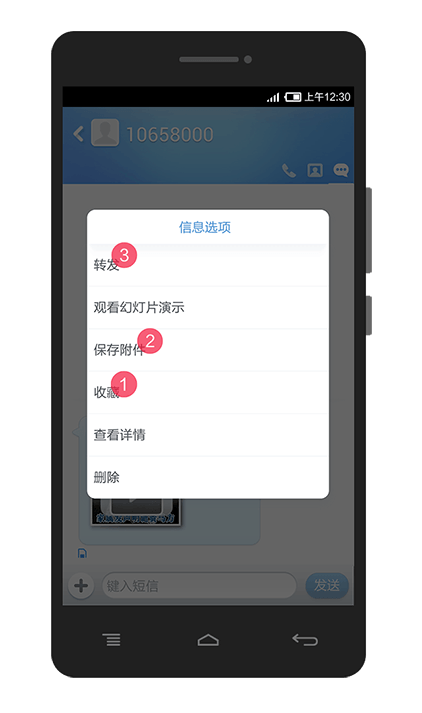 上午12:30
10658000
信息选项
转发 3
观看幻灯片演示
保存附件 2
收藏 1
查看详情
删除
键入短信
发送